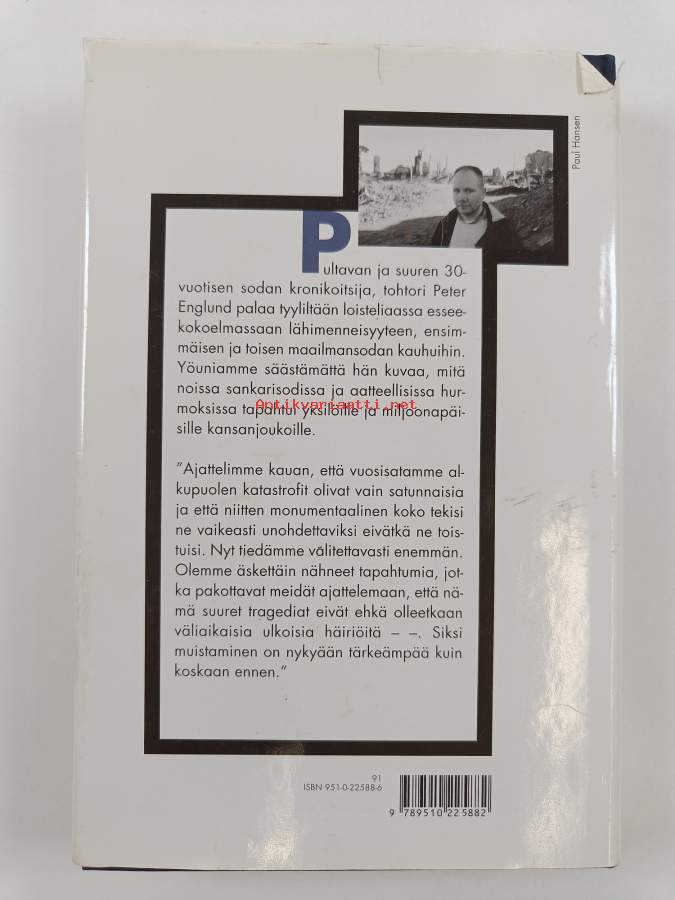 Paul Hansen
Pultavan ja suuren 30-
vuotisen sodan kronikoitsija, tohtori Peter
Englund palaa tyyliltään loisteliaassa essee-
kokoelmassaan lähimenneisyyteen, ensim-
mäisen ja toisen maailmansodan kauhuihin.
Yöuniamme säästämättä hän kuvaa, mitä
noissa sankarisodissa ja aatteellisissa hur-
moksissa tapahtui yksilöille ja miljoonapäi-
sille kansanjoukoille.
Antikvariaatti.net
"Ajattelimme kauan, että vuosisatamme al-
kupuolen katastrofit olivat vain satunnaisia
ja että niitten monumentaalinen koko tekisi
ne vaikeasti unohdettaviksi eivätkä ne tois-
tuisi. Nyt tiedämme välitettavasti enemmän.
Olemme äskettäin nähneet tapahtumia, jot-
ka pakottavat meidät ajattelemaan, että nä-
mä suuret tragediat eivät ehkä olleetkaan
väliaikaisia ulkoisia häiriöitä – –. Siksi
muistaminen on nykyään tärkeämpää kuin
koskaan ennen."
91
ISBN 951-0-22588-6
9 789510 225882